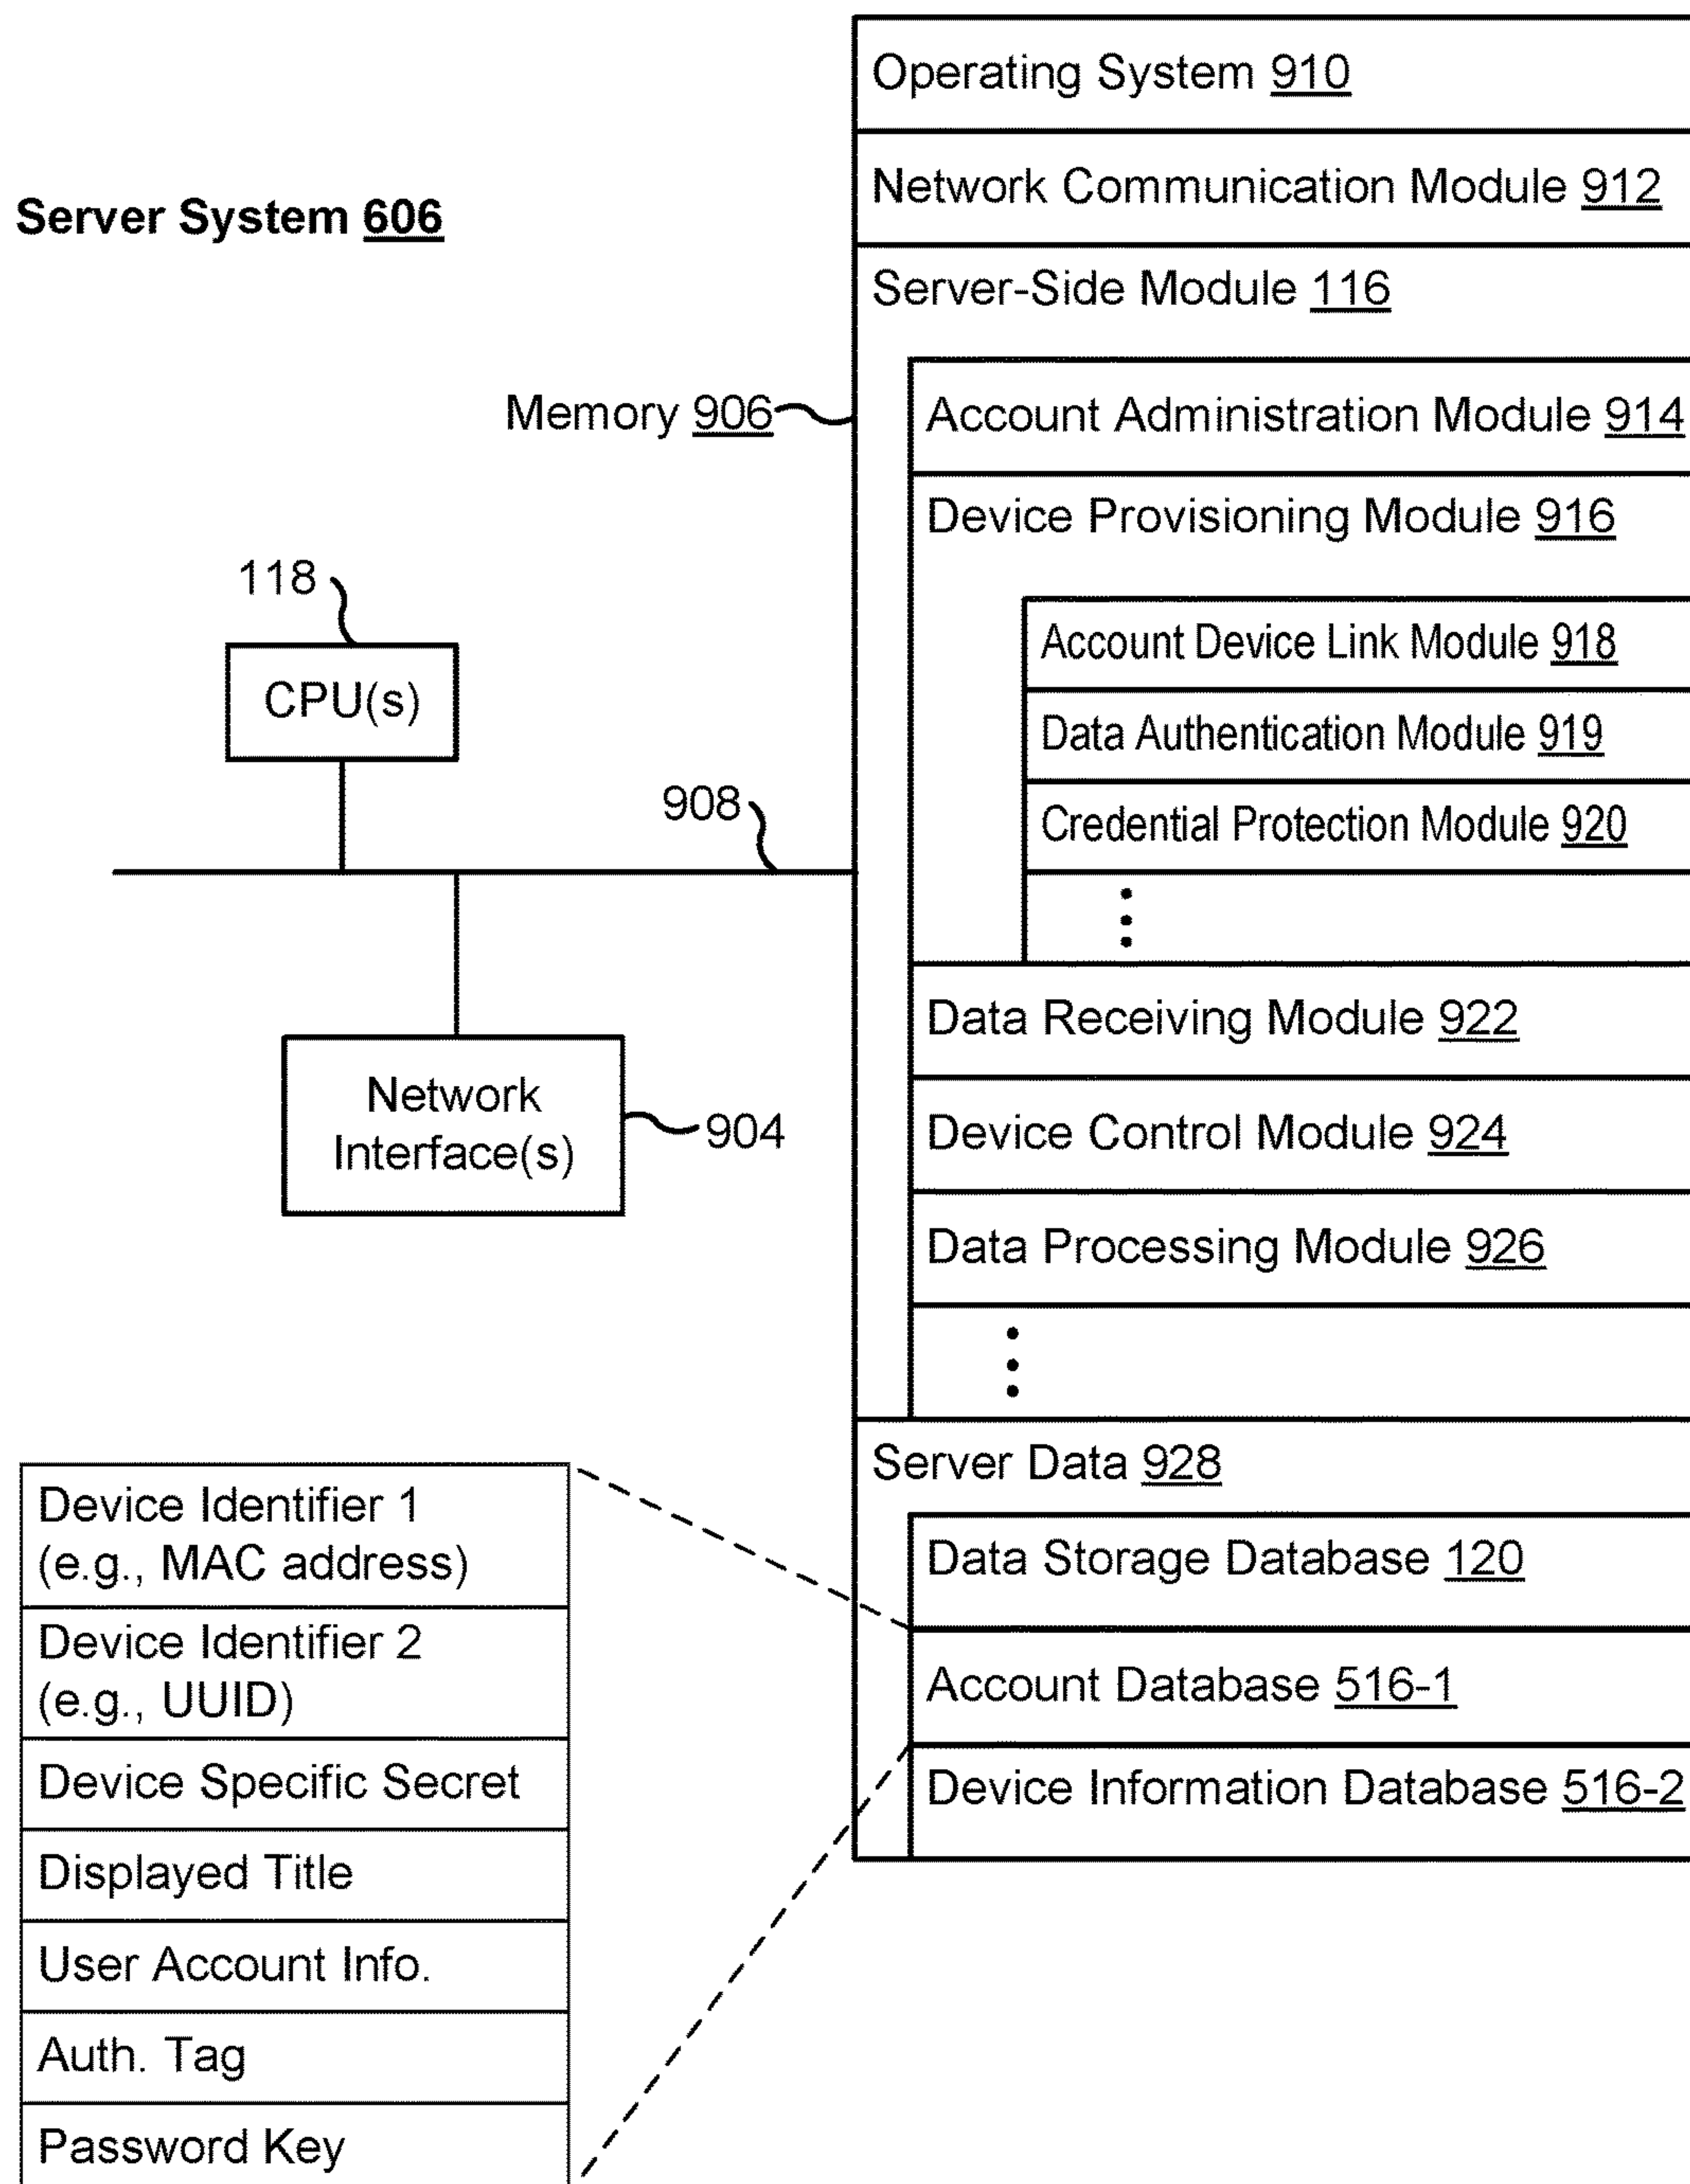 Server System 606
Operating System 910
Network Communication Module 912
Server-Side Module 116
Memory 906
Account Administration Module 914
Device Provisioning Module 916
Account Device Link Module 918
Data Authentication Module 919
Credential Protection Module 920
Data Receiving Module 922
Device Control Module 924
Data Processing Module 926
118
CPU(s)
908
Network
Interface(s)
904
Server Data 928
Data Storage Database 120
Account Database 516-1
Device Information Database 516-2
Device Identifier 1
(e.g., MAC address)
Device Identifier 2
(e.g., UUID)
Device Specific Secret
Displayed Title
User Account Info.
Auth. Tag
Password Key